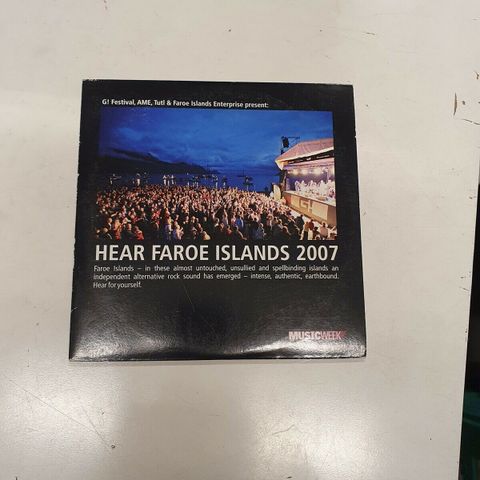 G! Festival, AME, Tutl & Faroe Islands Enterprise present:
HEAR FAROE ISLANDS 2007
Faroe Islands – in these almost untouched, unsullied and spellbinding islands an
independent alternative rock sound has emerged – intense, authentic, earthbound.
Hear for yourself.
MUSICWEEK